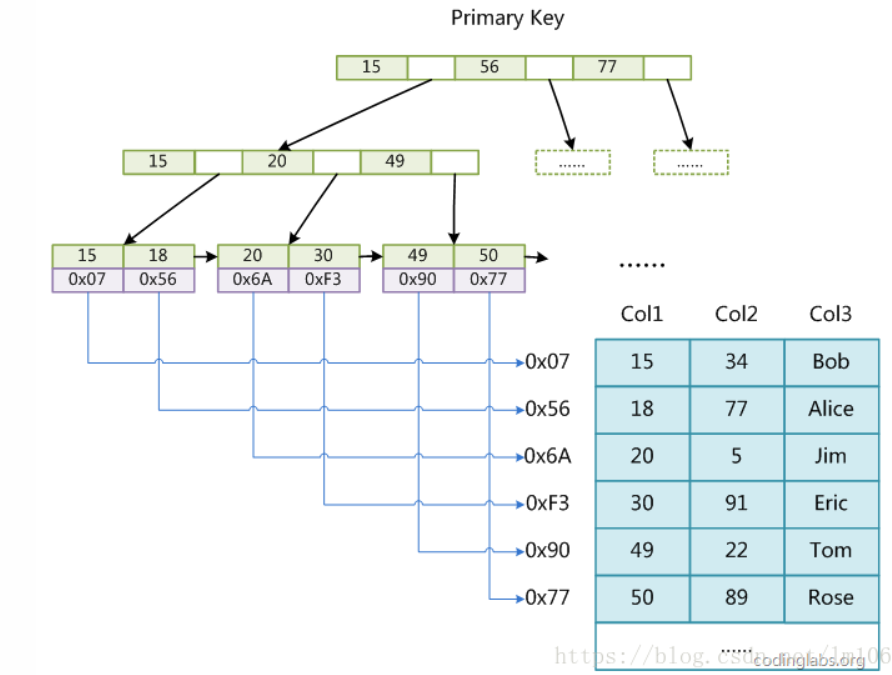 Primary Key
15 56 77
15 20 49 ...... ......
15 18 20 30 49 50
0x07 0x56 0x6A 0xF3 0x90 0x77
......
Col1 Col2 Col3
0x07 15 34 Bob
0x56 18 77 Alice
0x6A 20 5 Jim
0xF3 30 91 Eric
0x90 49 22 Tom
0x77 50 89 Rose
......
https://blog.csdn.net/lm106
codinglabs.org